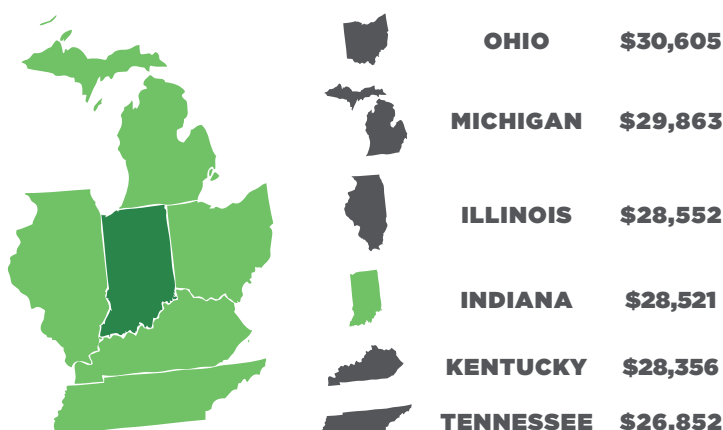 OHIO $30,605
MICHIGAN $29,863
ILLINOIS $28,552
INDIANA $28,521
KENTUCKY $28,356
TENNESSEE $26,852